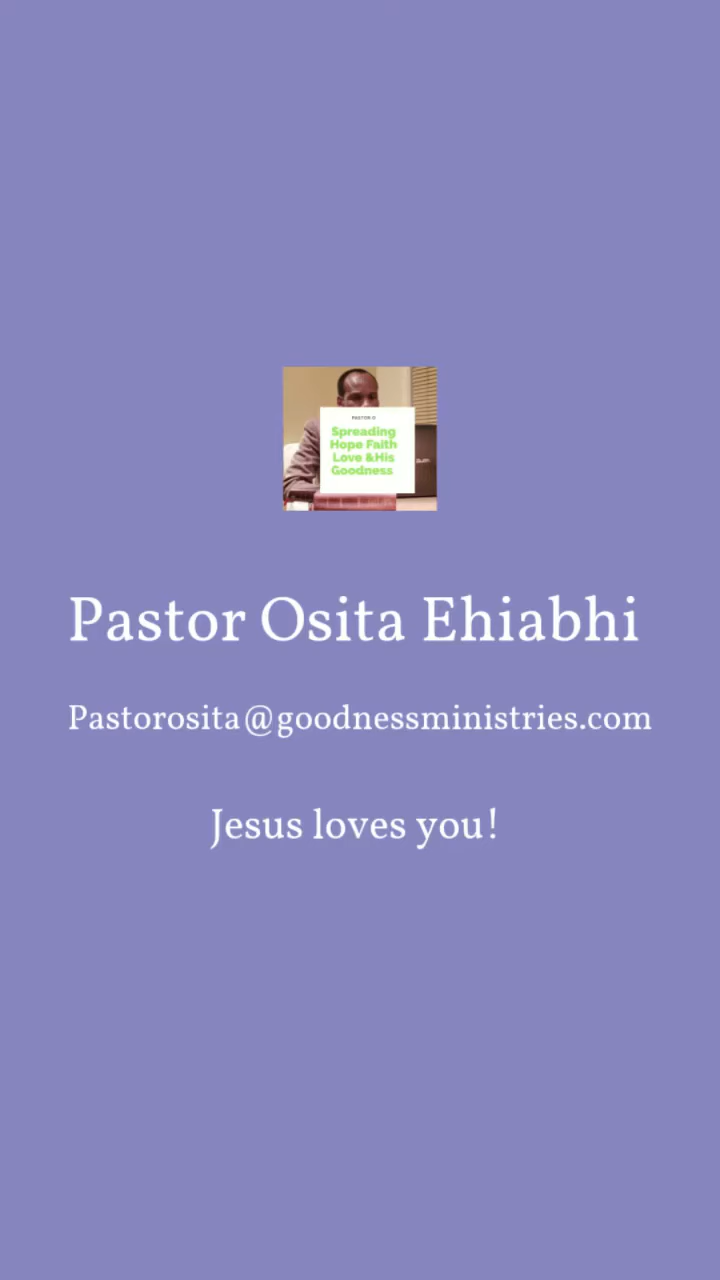 PASTOR O
Spreading
Hope Faith
Love &His
Goodness
Pastor Osita Ehiabhi
Pastorosita@goodnessministries.com
Jesus loves you!